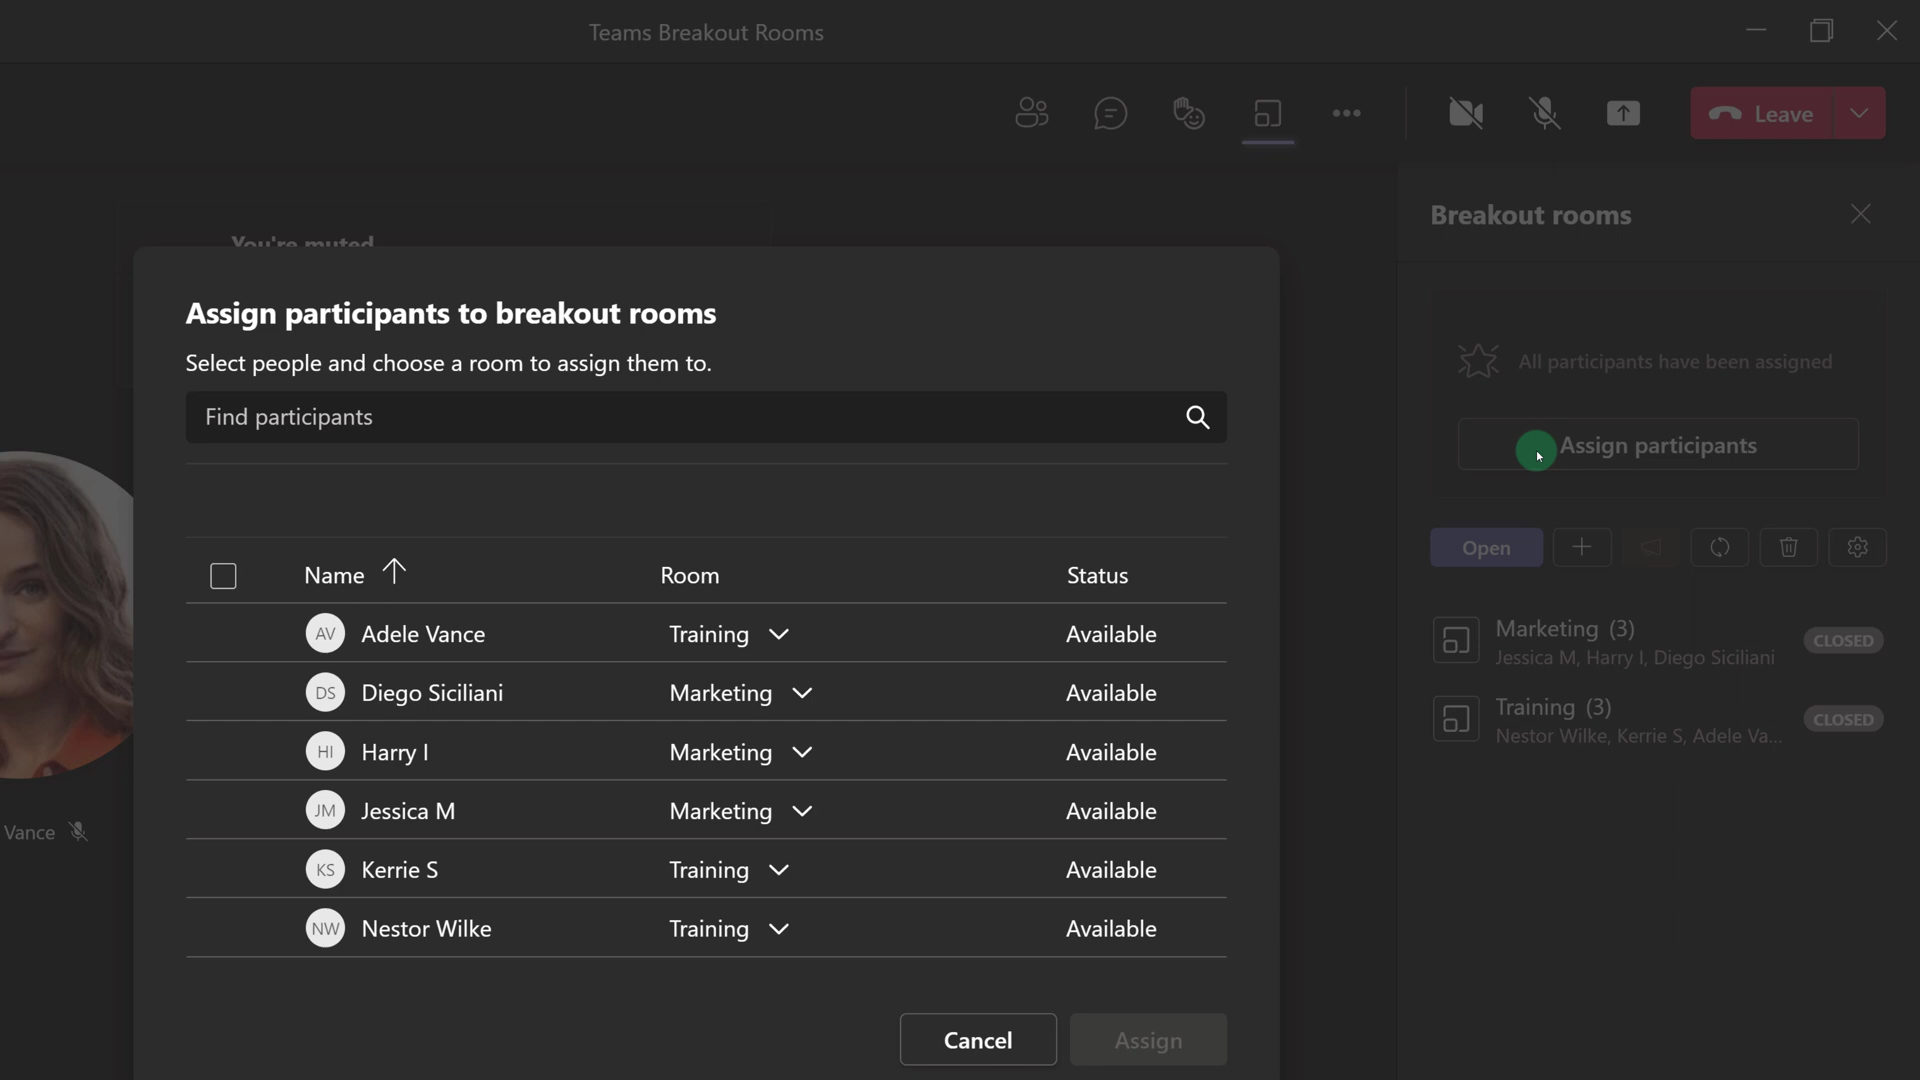 Teams Breakout Rooms
Leave
Breakout rooms
You're muted
Assign participants to breakout rooms
Select people and choose a room to assign them to.
Find participants
All participants have been assigned
Assign participants
Open
Name Room Status
AV Adele Vance Training Available
DS Diego Siciliani Marketing Available
HI Harry I Marketing Available
JM Jessica M Marketing Available
KS Kerrie S Training Available
NW Nestor Wilke Training Available
Marketing (3)
Jessica M, Harry I, Diego Siciliani
CLOSED
Training (3)
Nestor Wilke, Kerrie S, Adele Va...
CLOSED
Vance
Cancel Assign